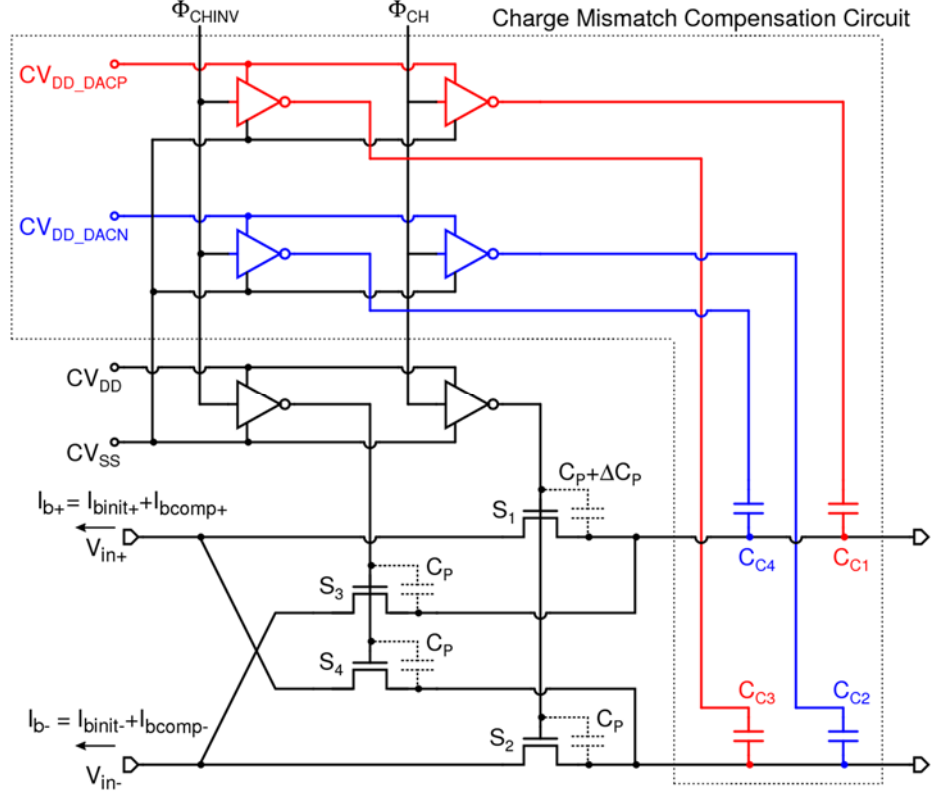 Φ_CHINV
Φ_CH
Charge Mismatch Compensation Circuit
CV_DD_DACP
CV_DD_DACN
CV_DD
CV_SS
C_P+ΔC_P
I_b+ = I_binit+ + I_bcomp+
S_1
V_in+
C_C4
C_C1
C_P
S_3
C_P
S_4
C_C3
C_C2
I_b- = I_binit- + I_bcomp-
C_P
S_2
V_in-